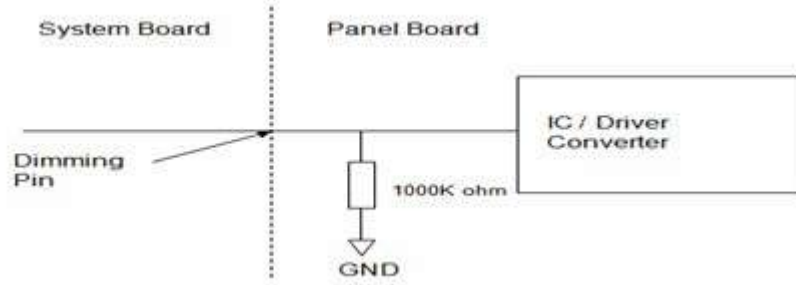 System Board
Panel Board
IC / Driver
Converter
Dimming
Pin
1000K ohm
GND